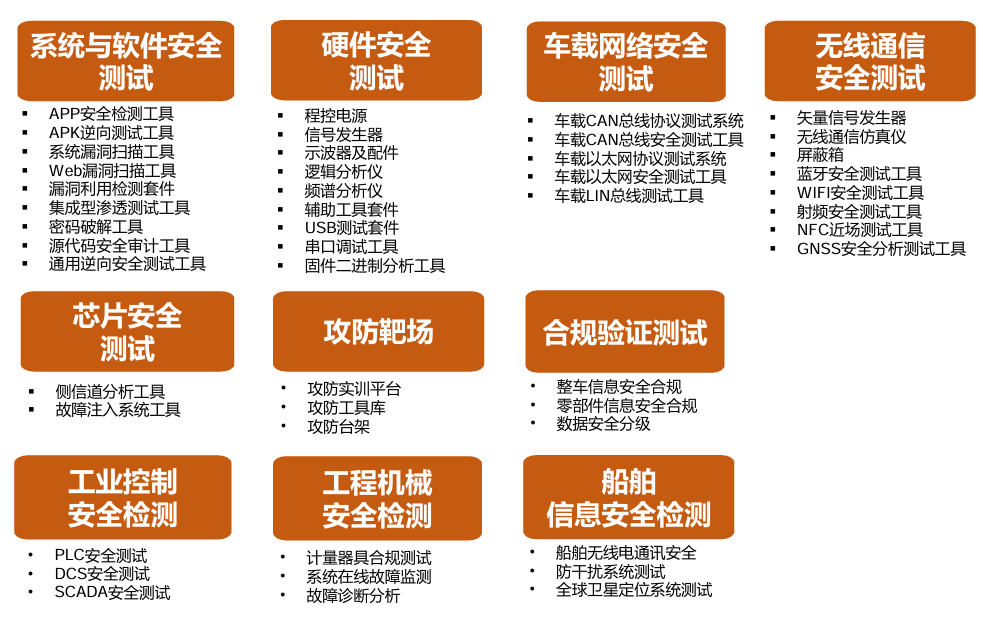 系统与软件安全
测试
APP安全检测工具
APK逆向测试工具
系统漏洞扫描工具
Web漏洞扫描工具
漏洞利用检测套件
集成型渗透测试工具
密码破解工具
源代码安全审计工具
通用逆向安全测试工具
硬件安全
测试
程控电源
信号发生器
示波器及配件
逻辑分析仪
频谱分析仪
辅助工具套件
USB测试套件
串口调试工具
固件二进制分析工具
车载网络安全
测试
车载CAN总线协议测试系统
车载CAN总线安全测试工具
车载以太网协议测试系统
车载以太网安全测试工具
车载LIN总线测试工具
无线通信
安全测试
矢量信号发生器
无线通信仿真仪
屏蔽箱
蓝牙安全测试工具
WIFI安全测试工具
射频安全测试工具
NFC近场测试工具
GNSS安全分析测试工具
芯片安全
测试
侧信道分析工具
故障注入系统工具
攻防靶场
攻防实训平台
攻防工具库
攻防台架
合规验证测试
整车信息安全合规
零部件信息安全合规
数据安全分级
工业控制
安全检测
PLC安全测试
DCS安全测试
SCADA安全测试
工程机械
安全检测
计量器具合规测试
系统在线故障监测
故障诊断分析
船舶
信息安全检测
船舶无线电通讯安全
防干扰系统测试
全球卫星定位系统测试